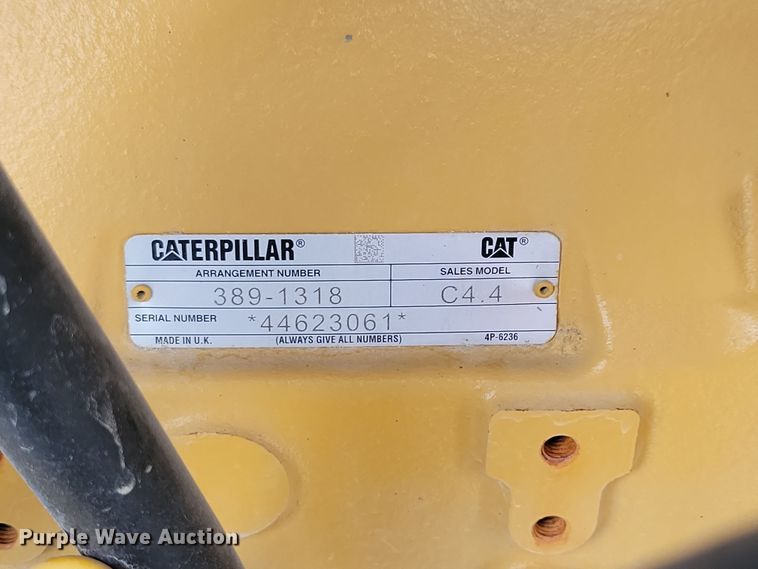 CATERPILLAR® CAT®
ARRANGEMENT NUMBER SALES MODEL
389-1318 C4.4
SERIAL NUMBER *44623061*
MADE IN U.K. (ALWAYS GIVE ALL NUMBERS) 4P-6236
Purple Wave Auction